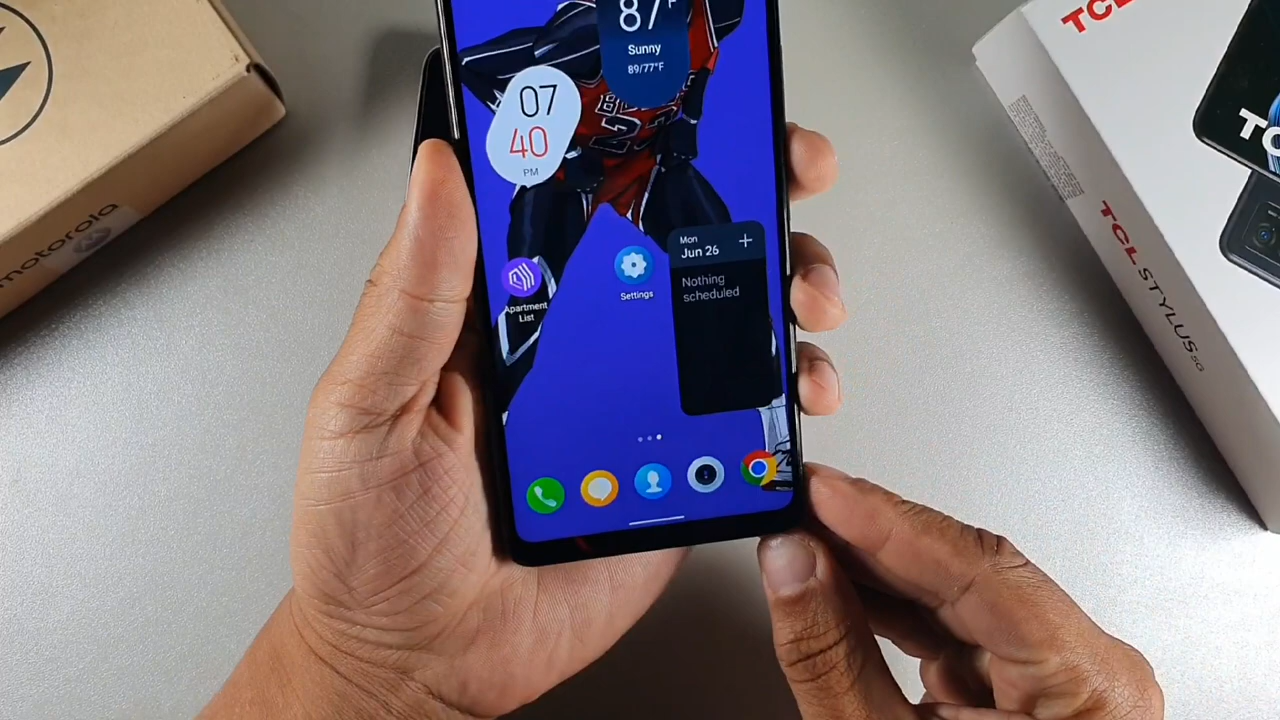 87°F
Sunny
89/77°F
07
40
PM
23
Mon
Jun 26
Nothing
scheduled
Settings
Apartment
List
motorola
TCL
TCL STYLUS 5G